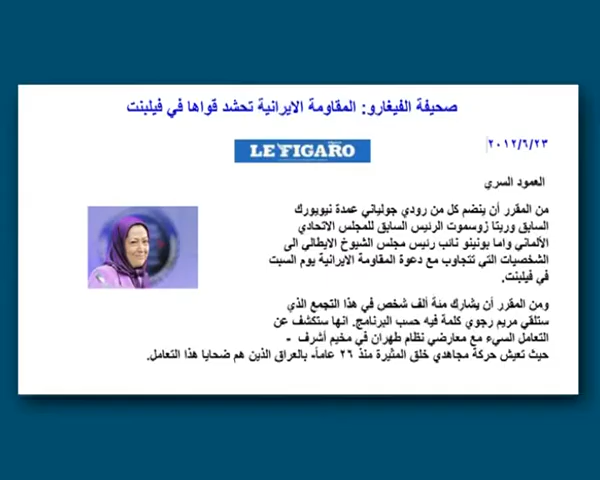 صحيفة الفيغارو: المقاومة الايرانية تحشد قواها في فيلبنت
LE FIGARO
٢٠١٢/٦/٢٣
العمود السري
من المقرر أن ينضم كل من رودي جولياني عمدة نيويورك
السابق وريتا زوسموت الرئيس السابق للمجلس الاتحادي
الألماني واما بونينو نائب رئيس مجلس الشيوخ الايطالي الى
الشخصيات التي تتجاوب مع دعوة المقاومة الايرانية يوم السبت
في فيلبنت.
ومن المقرر أن يشارك مئة ألف شخص في هذا التجمع الذي
ستلقي مريم رجوي كلمة فيه حسب البرنامج. انها ستكشف عن
التعامل السيء مع معارضي نظام طهران في مخيم أشرف -
حيث تعيش حركة مجاهدي خلق المثيرة منذ ٢٦ عاماً- بالعراق الذين هم ضحايا هذا التعامل.